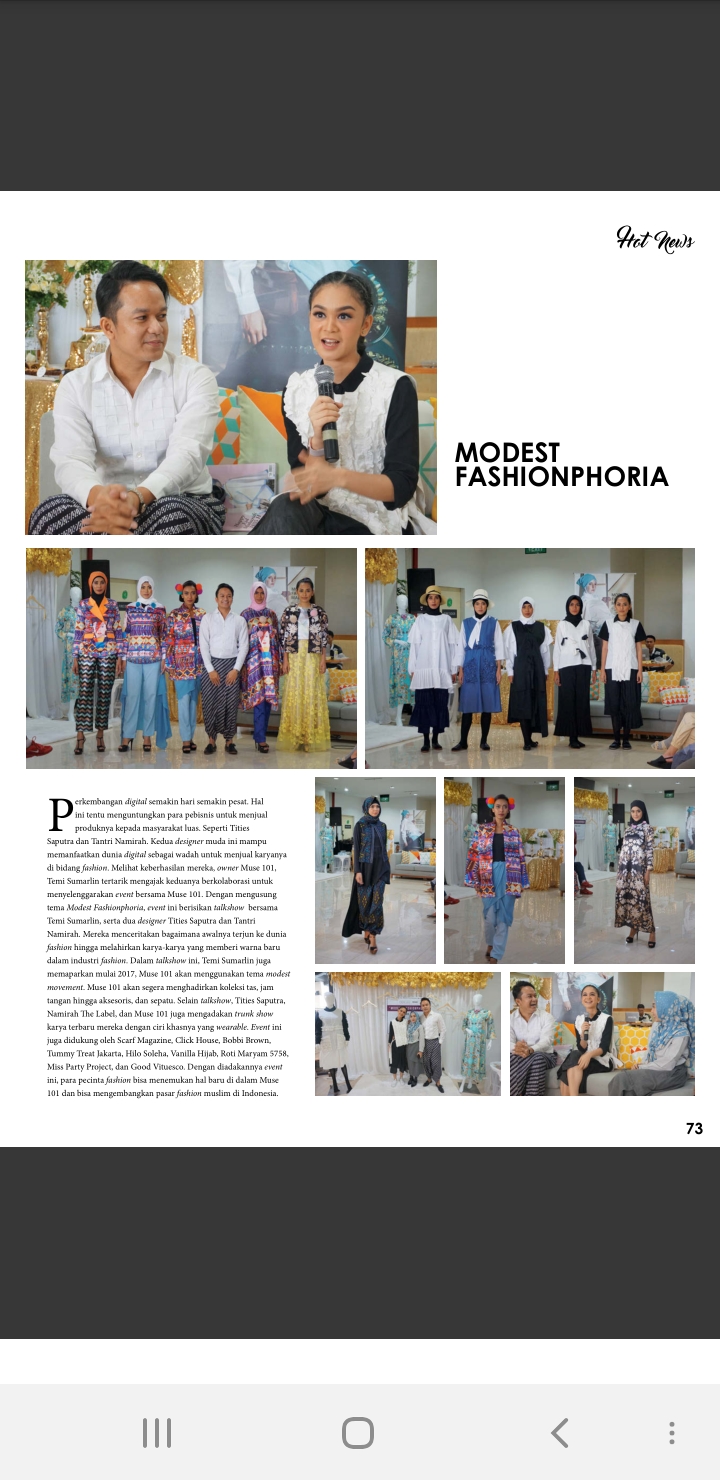 Hot News
MODEST
FASHIONPHORIA
Perkembangan digital semakin hari semakin pesat. Hal
ini tentu menguntungkan para pebisnis untuk menjual
produknya kepada masyarakat luas. Seperti Tities
Saputra dan Tantri Namirah. Kedua designer muda ini mampu
memanfaatkan dunia digital sebagai wadah untuk menjual karyanya
di bidang fashion. Melihat keberhasilan mereka, owner Muse 101,
Temi Sumarlin tertarik mengajak keduanya berkolaborasi untuk
menyelenggarakan event bersama Muse 101. Dengan mengusung
tema Modest Fashionphoria, event ini berisikan talkshow bersama
Temi Sumarlin, serta dua designer Tities Saputra dan Tantri
Namirah. Mereka menceritakan bagaimana awalnya terjun ke dunia
fashion hingga melahirkan karya-karya yang memberi warna baru
dalam industri fashion. Dalam talkshow ini, Temi Sumarlin juga
memaparkan mulai 2017, Muse 101 akan menggunakan tema modest
movement. Muse 101 akan segera menghadirkan koleksi tas, jam
tangan hingga aksesoris, dan sepatu. Selain talkshow, Tities Saputra,
Namirah The Label, dan Muse 101 juga mengadakan trunk show
karya terbaru mereka dengan ciri khasnya yang wearable. Event ini
juga didukung oleh Scarf Magazine, Click House, Bobbi Brown,
Tummy Treat Jakarta, Hilo Soleha, Vanilla Hijab, Roti Maryam 5758,
Miss Party Project, dan Good Vituesco. Dengan diadakannya event
ini, para pecinta fashion bisa menemukan hal baru di dalam Muse
101 dan bisa mengembangkan pasar fashion muslim di Indonesia.
73